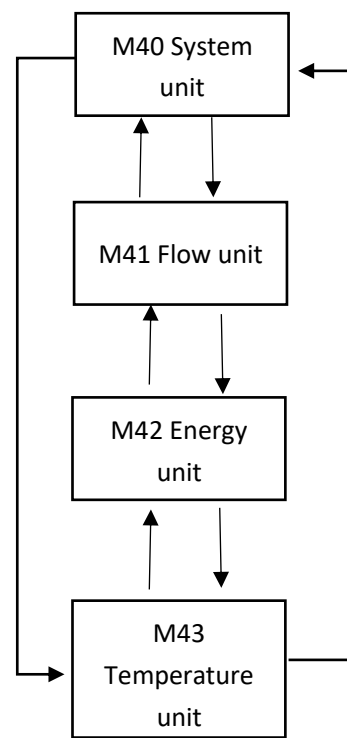 M40 System
unit
M41 Flow unit
M42 Energy
unit
M43
Temperature
unit